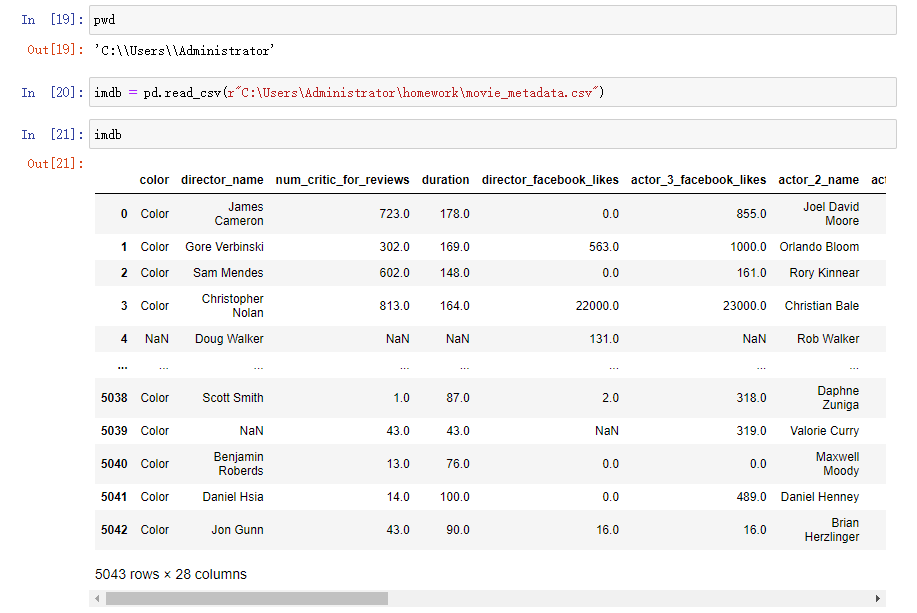 In [19]: pwd
Out[19]: 'C:\\Users\\Administrator'
In [20]: imdb = pd.read_csv(r"C:\Users\Administrator\homework\movie_metadata.csv")
In [21]: imdb
Out[21]:
color director_name num_critic_for_reviews duration director_facebook_likes actor_3_facebook_likes actor_2_name act
0 Color James Cameron 723.0 178.0 0.0 855.0 Joel David Moore
1 Color Gore Verbinski 302.0 169.0 563.0 1000.0 Orlando Bloom
2 Color Sam Mendes 602.0 148.0 0.0 161.0 Rory Kinnear
3 Color Christopher Nolan 813.0 164.0 22000.0 23000.0 Christian Bale
4 NaN Doug Walker NaN NaN 131.0 NaN Rob Walker
... ... ... ... ... ... ... ...
5038 Color Scott Smith 1.0 87.0 2.0 318.0 Daphne Zuniga
5039 Color NaN 43.0 43.0 NaN 319.0 Valorie Curry
5040 Color Benjamin Roberds 13.0 76.0 0.0 0.0 Maxwell Moody
5041 Color Daniel Hsia 14.0 100.0 0.0 489.0 Daniel Henney
5042 Color Jon Gunn 43.0 90.0 16.0 16.0 Brian Herzlinger
5043 rows × 28 columns